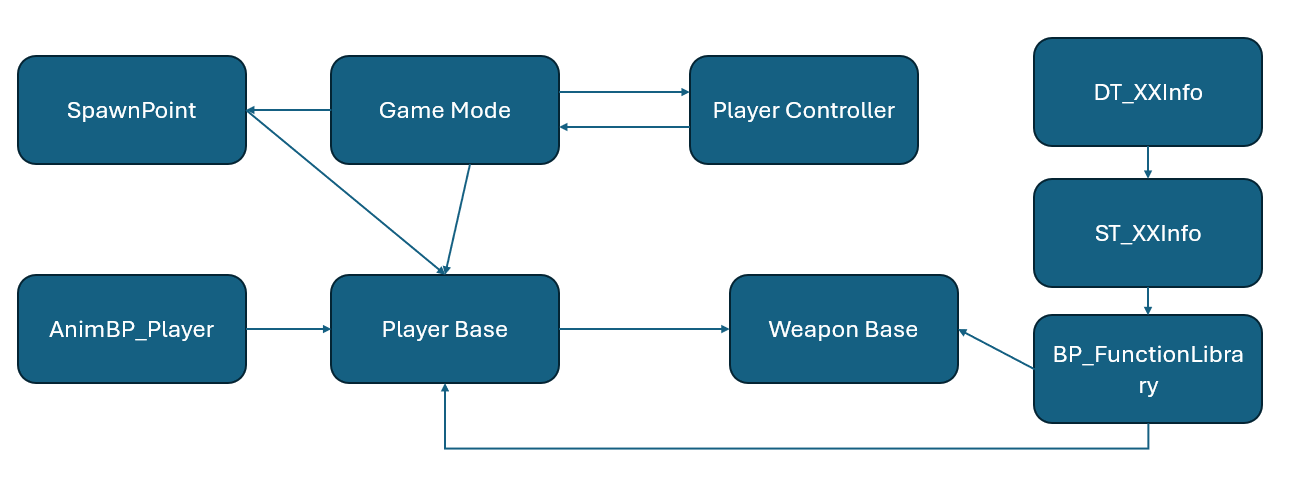 SpawnPoint
Game Mode
Player Controller
DT_XXInfo
ST_XXInfo
AnimBP_Player
Player Base
Weapon Base
BP_FunctionLibra
ry